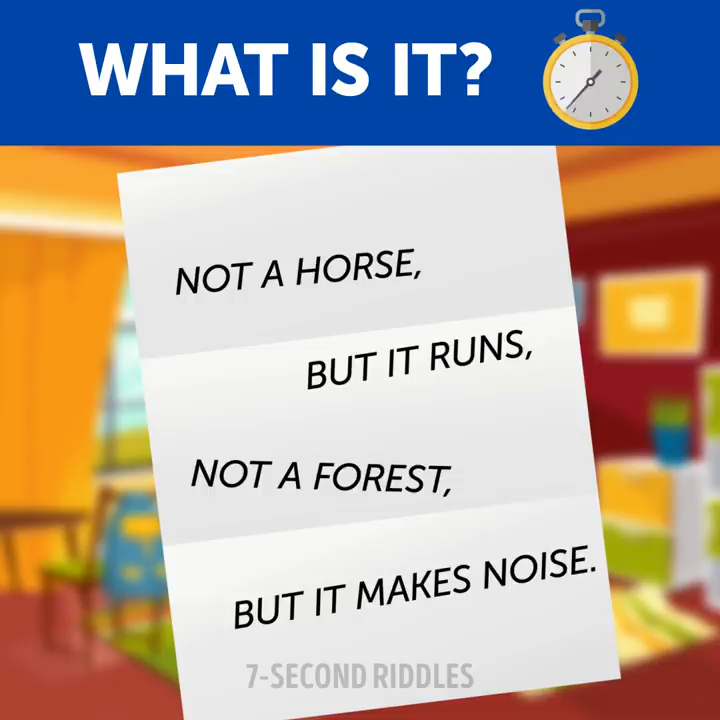 WHAT IS IT?
NOT A HORSE,
BUT IT RUNS,
NOT A FOREST,
BUT IT MAKES NOISE.
7-SECOND RIDDLES